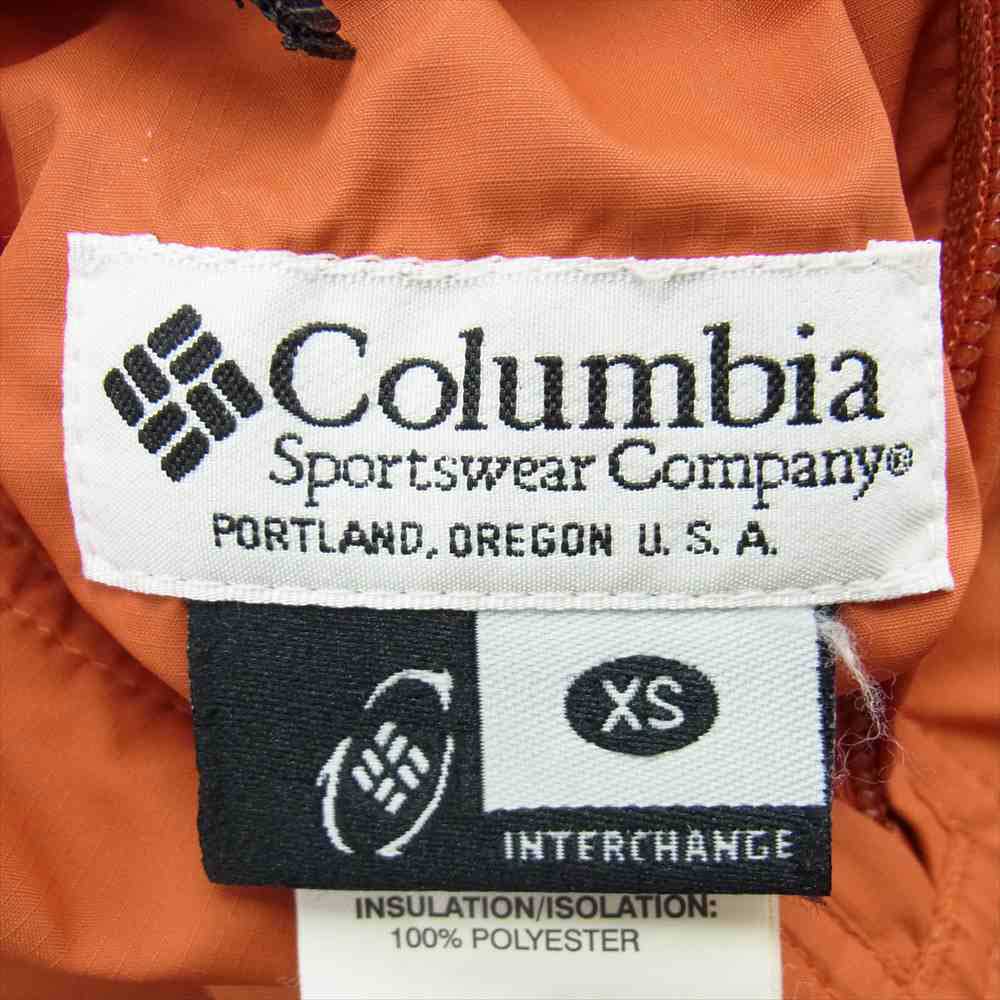 Columbia
Sportswear Company®
PORTLAND, OREGON U. S. A.
XS
INTERCHANGE
INSULATION/ISOLATION:
100% POLYESTER